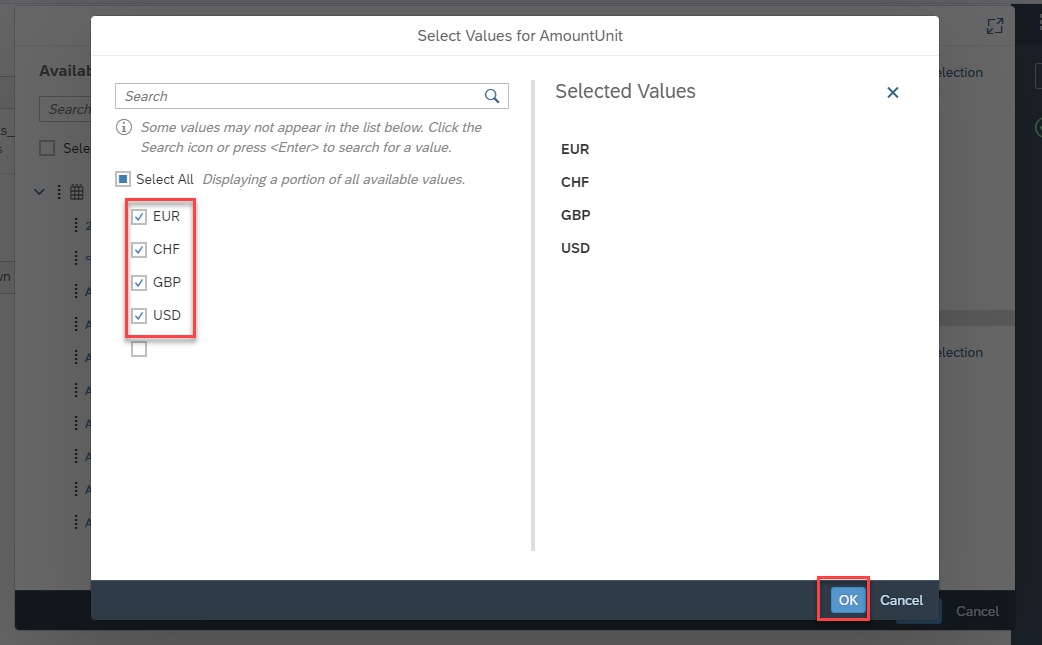 Select Values for AmountUnit
Availab
election
Search
Selected Values
Search
Some values may not appear in the list below. Click the
Search icon or press <Enter> to search for a value.
Sele
Select All Displaying a portion of all available values.
EUR
CHF
GBP
USD
EUR
CHF
GBP
USD
election
OK
Cancel
Cancel